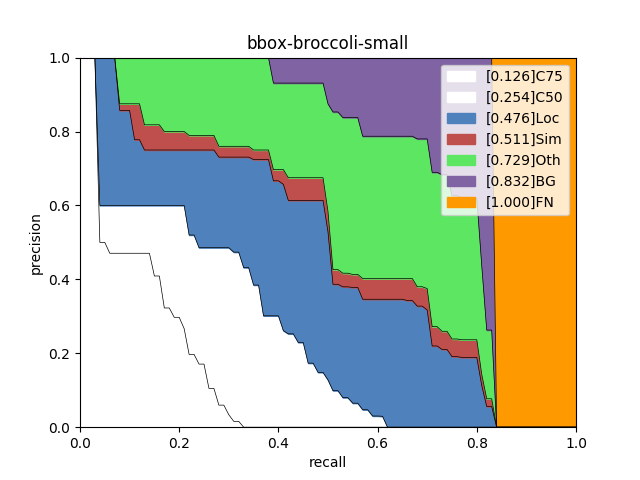 bbox-broccoli-small
1.0
0.8
0.6
0.4
0.2
0.0
precision
0.0 0.2 0.4 0.6 0.8 1.0
recall
[0.126]C75
[0.254]C50
[0.476]Loc
[0.511]Sim
[0.729]Oth
[0.832]BG
[1.000]FN